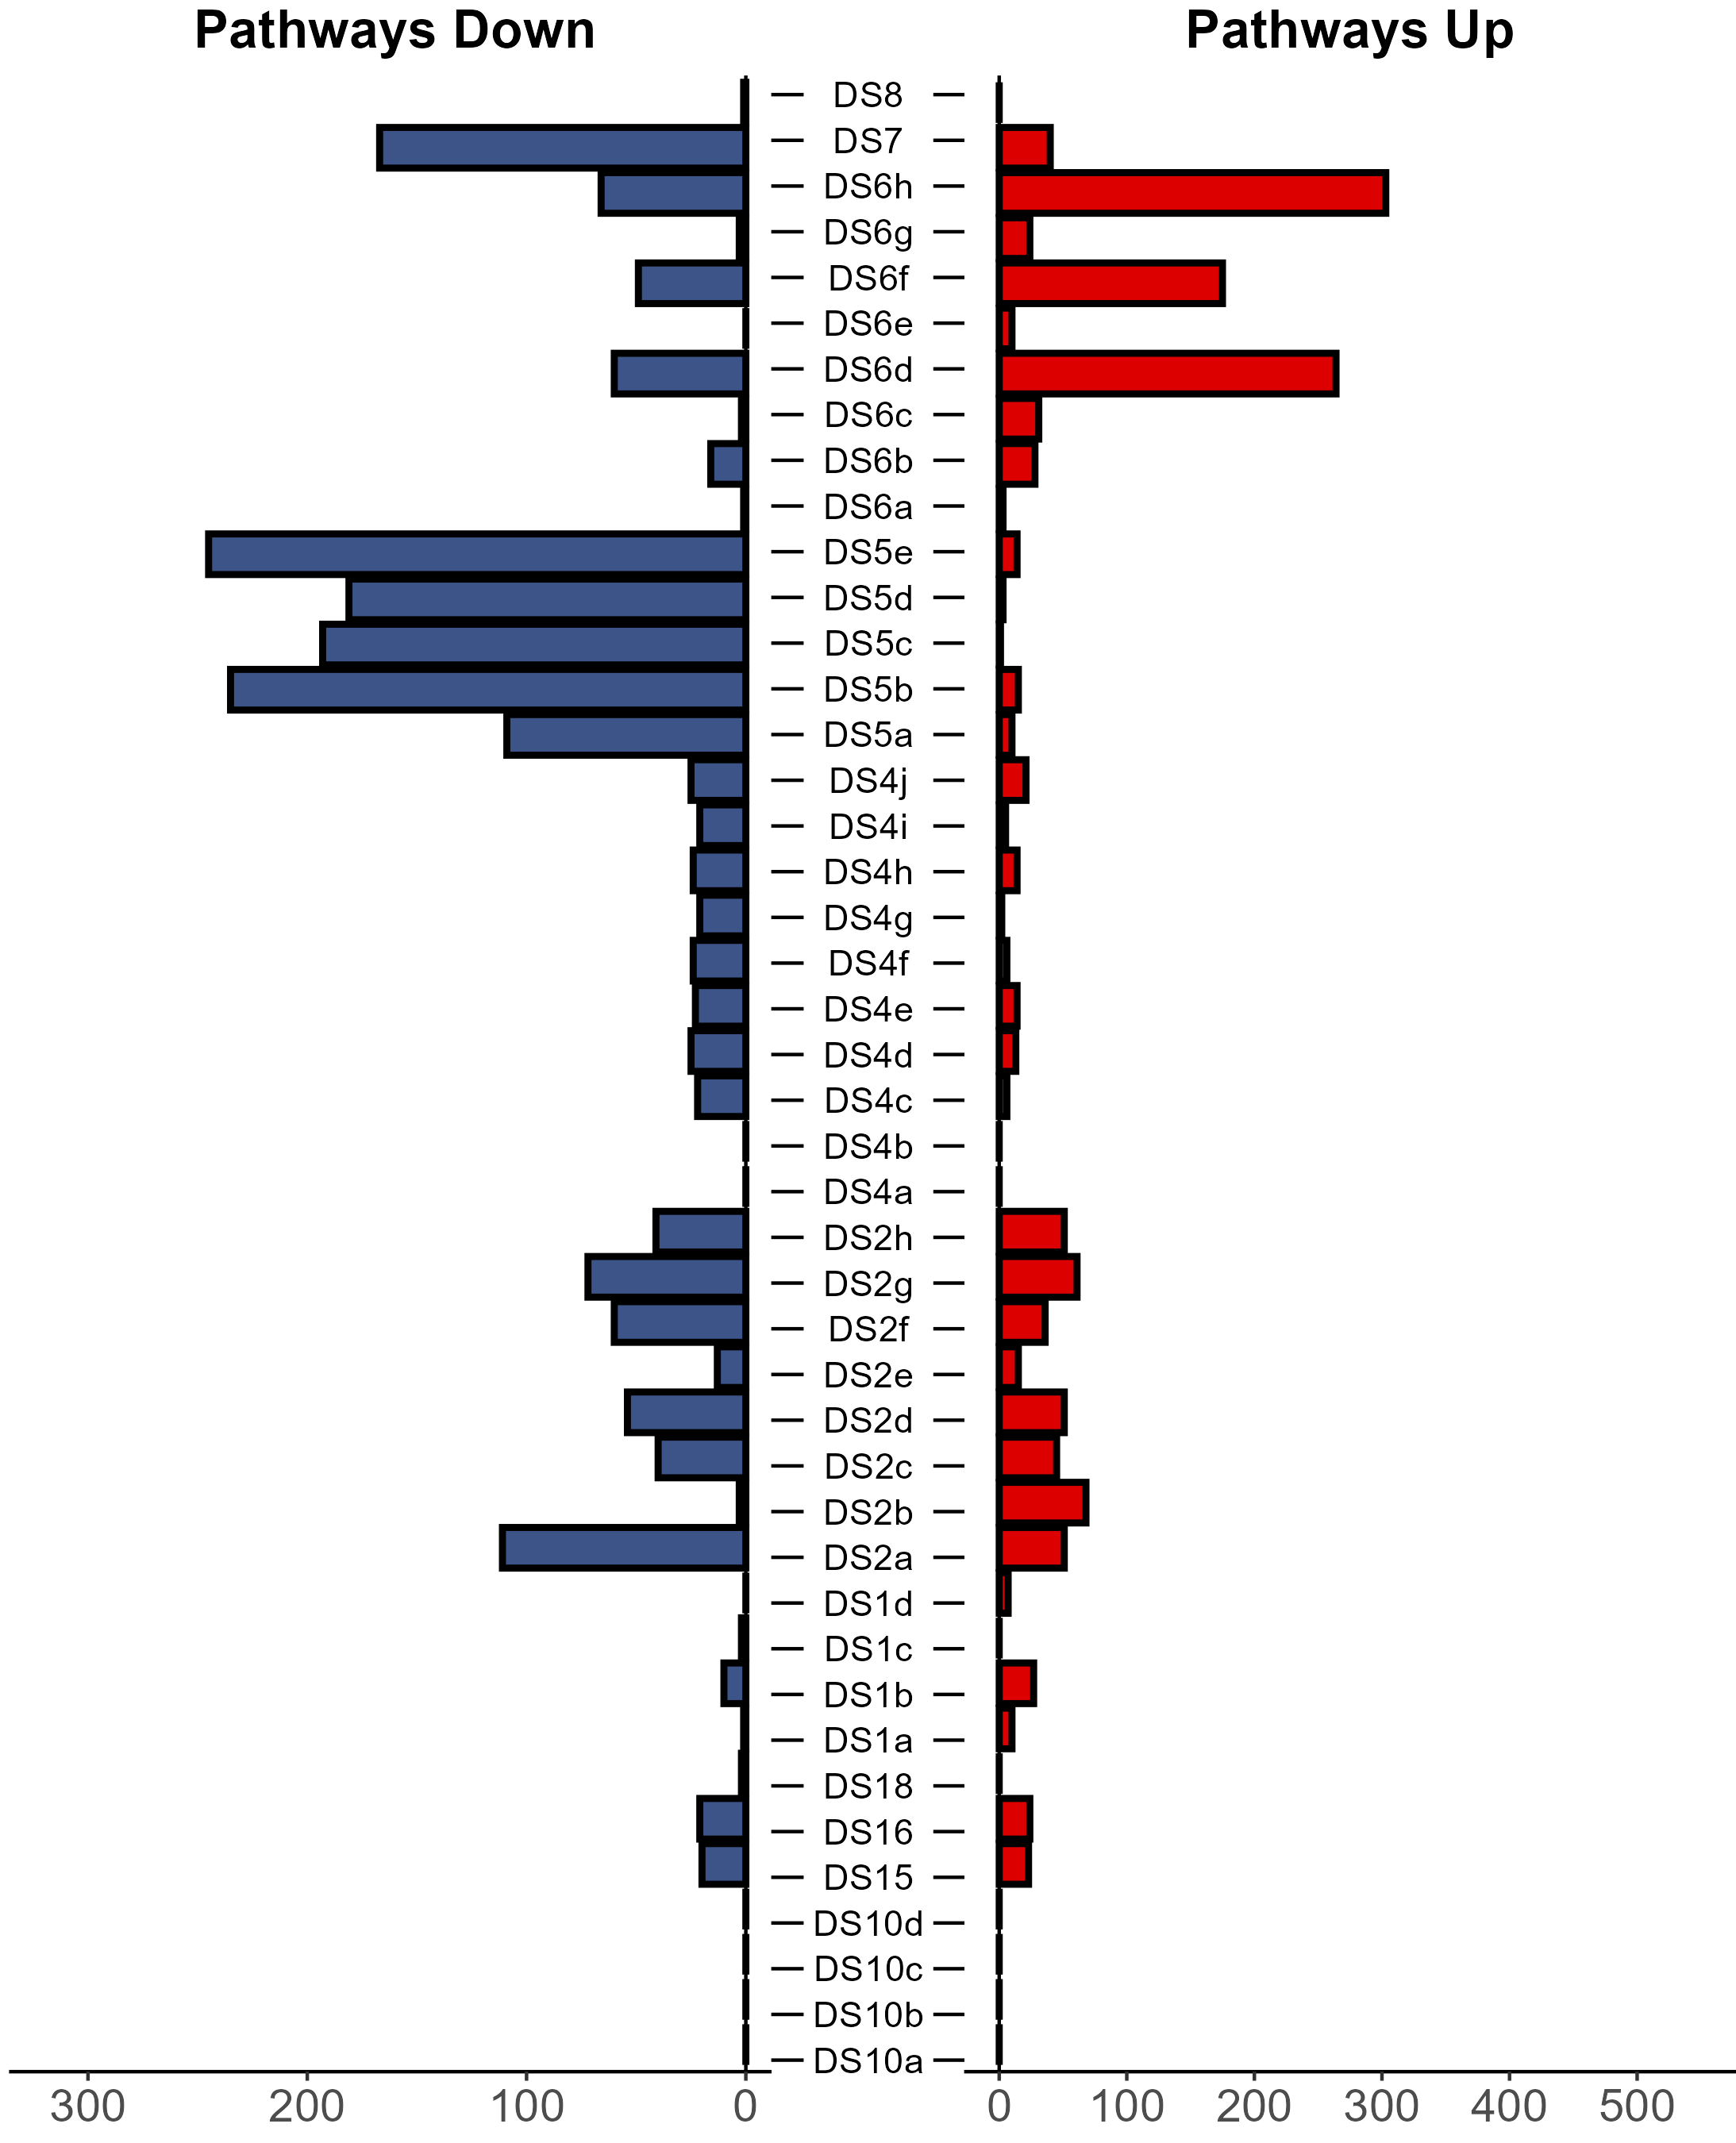 Pathways Down
Pathways Up
DS8
DS7
DS6h
DS6g
DS6f
DS6e
DS6d
DS6c
DS6b
DS6a
DS5e
DS5d
DS5c
DS5b
DS5a
DS4j
DS4i
DS4h
DS4g
DS4f
DS4e
DS4d
DS4c
DS4b
DS4a
DS2h
DS2g
DS2f
DS2e
DS2d
DS2c
DS2b
DS2a
DS1d
DS1c
DS1b
DS1a
DS18
DS16
DS15
DS10d
DS10c
DS10b
DS10a
300 200 100 0
0 100 200 300 400 500